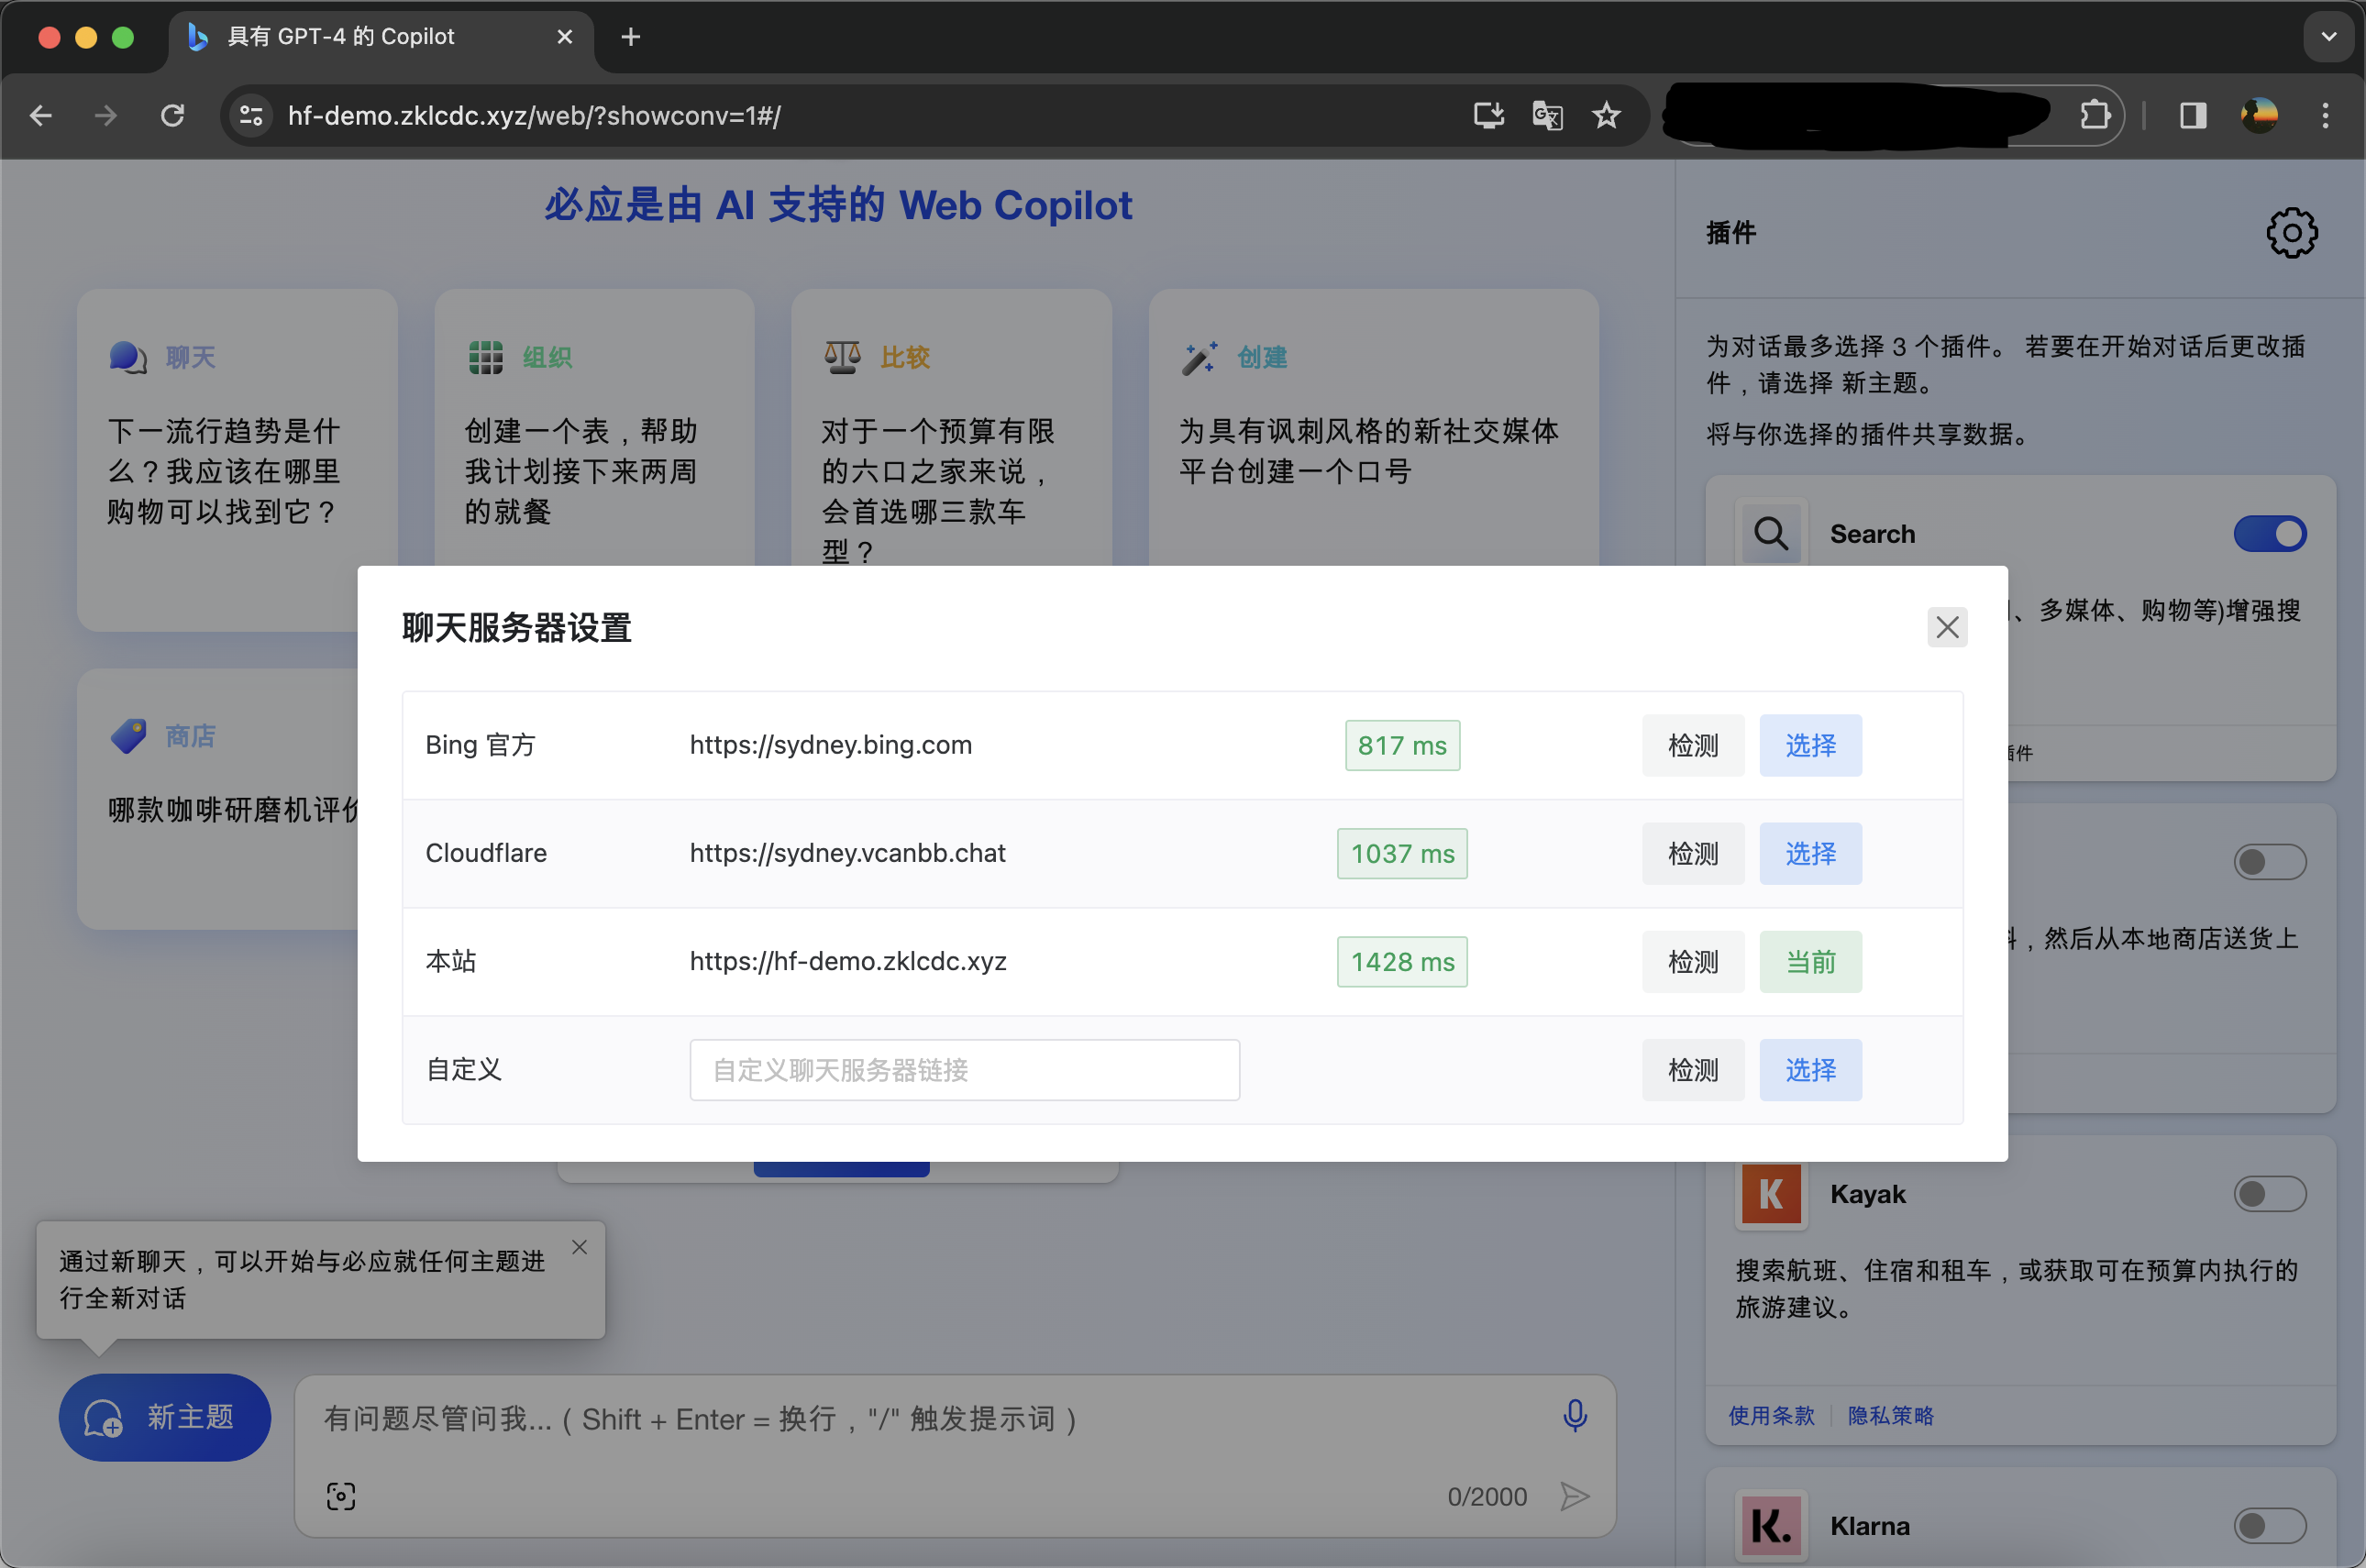 具有 GPT-4 的 Copilot
hf-demo.zklcdc.xyz/web/?showconv=1#/
必应是由 AI 支持的 Web Copilot
聊天
下一流行趋势是什
么？我应该在哪里
购物可以找到它？
组织
创建一个表，帮助
我计划接下来两周
的就餐
比较
对于一个预算有限
的六口之家来说，
会首选哪三款车
型？
创建
为具有讽刺风格的新社交媒体
平台创建一个口号
商店
哪款咖啡研磨机评价
聊天服务器设置
Bing 官方 https://sydney.bing.com 817 ms 检测 选择
Cloudflare https://sydney.vcanbb.chat 1037 ms 检测 选择
本站 https://hf-demo.zklcdc.xyz 1428 ms 检测 当前
自定义 自定义聊天服务器链接 检测 选择
通过新聊天，可以开始与必应就任何主题进
行全新对话
新主题
有问题尽管问我...（Shift + Enter = 换行，"/" 触发提示词）
0/2000
插件
为对话最多选择 3 个插件。 若要在开始对话后更改插
件，请选择 新主题。
将与你选择的插件共享数据。
Search
、多媒体、购物等)增强搜
插件
，然后从本地商店送货上
K
Kayak
搜索航班、住宿和租车，或获取可在预算内执行的
旅游建议。
使用条款 隐私策略
K.
Klarna